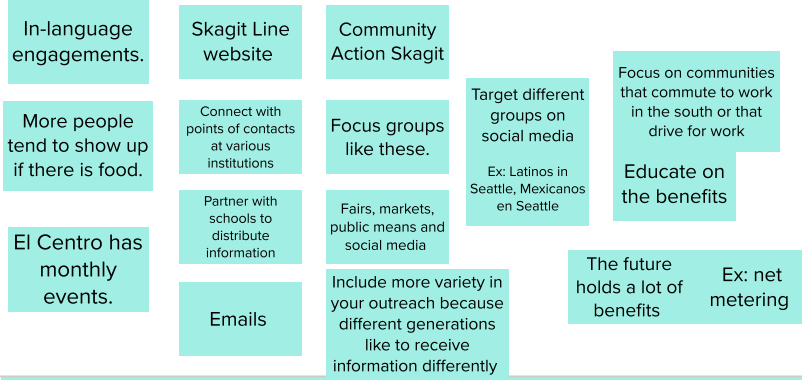 In-language
engagements.
More people
tend to show up
if there is food.
El Centro has
monthly
events.
Skagit Line
website
Connect with
points of contacts
at various
institutions
Partner with
schools to
distribute
information
Emails
Community
Action Skagit
Focus groups
like these.
Fairs, markets,
public means and
social media
Include more variety in
your outreach because
different generations
like to receive
information differently
Target different
groups on
social media
Ex: Latinos in
Seattle, Mexicanos
en Seattle
Focus on communities
that commute to work
in the south or that
drive for work
Educate on
the benefits
The future
holds a lot of
benefits
Ex: net
metering